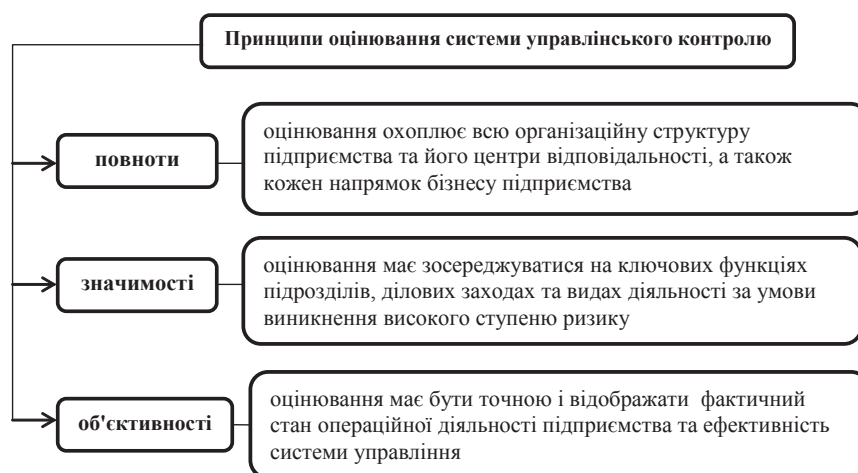 Принципи оцінювання системи управлінського контролю
повноти
оцінювання охоплює всю організаційну структуру
підприємства та його центри відповідальності, а також
кожен напрямок бізнесу підприємства
значимості
оцінювання має зосереджуватися на ключових функціях
підрозділів, ділових заходах та видах діяльності за умови
виникнення високого ступеню ризику
об'єктивності
оцінювання має бути точною і відображати фактичний
стан операційної діяльності підприємства та ефективність
системи управління